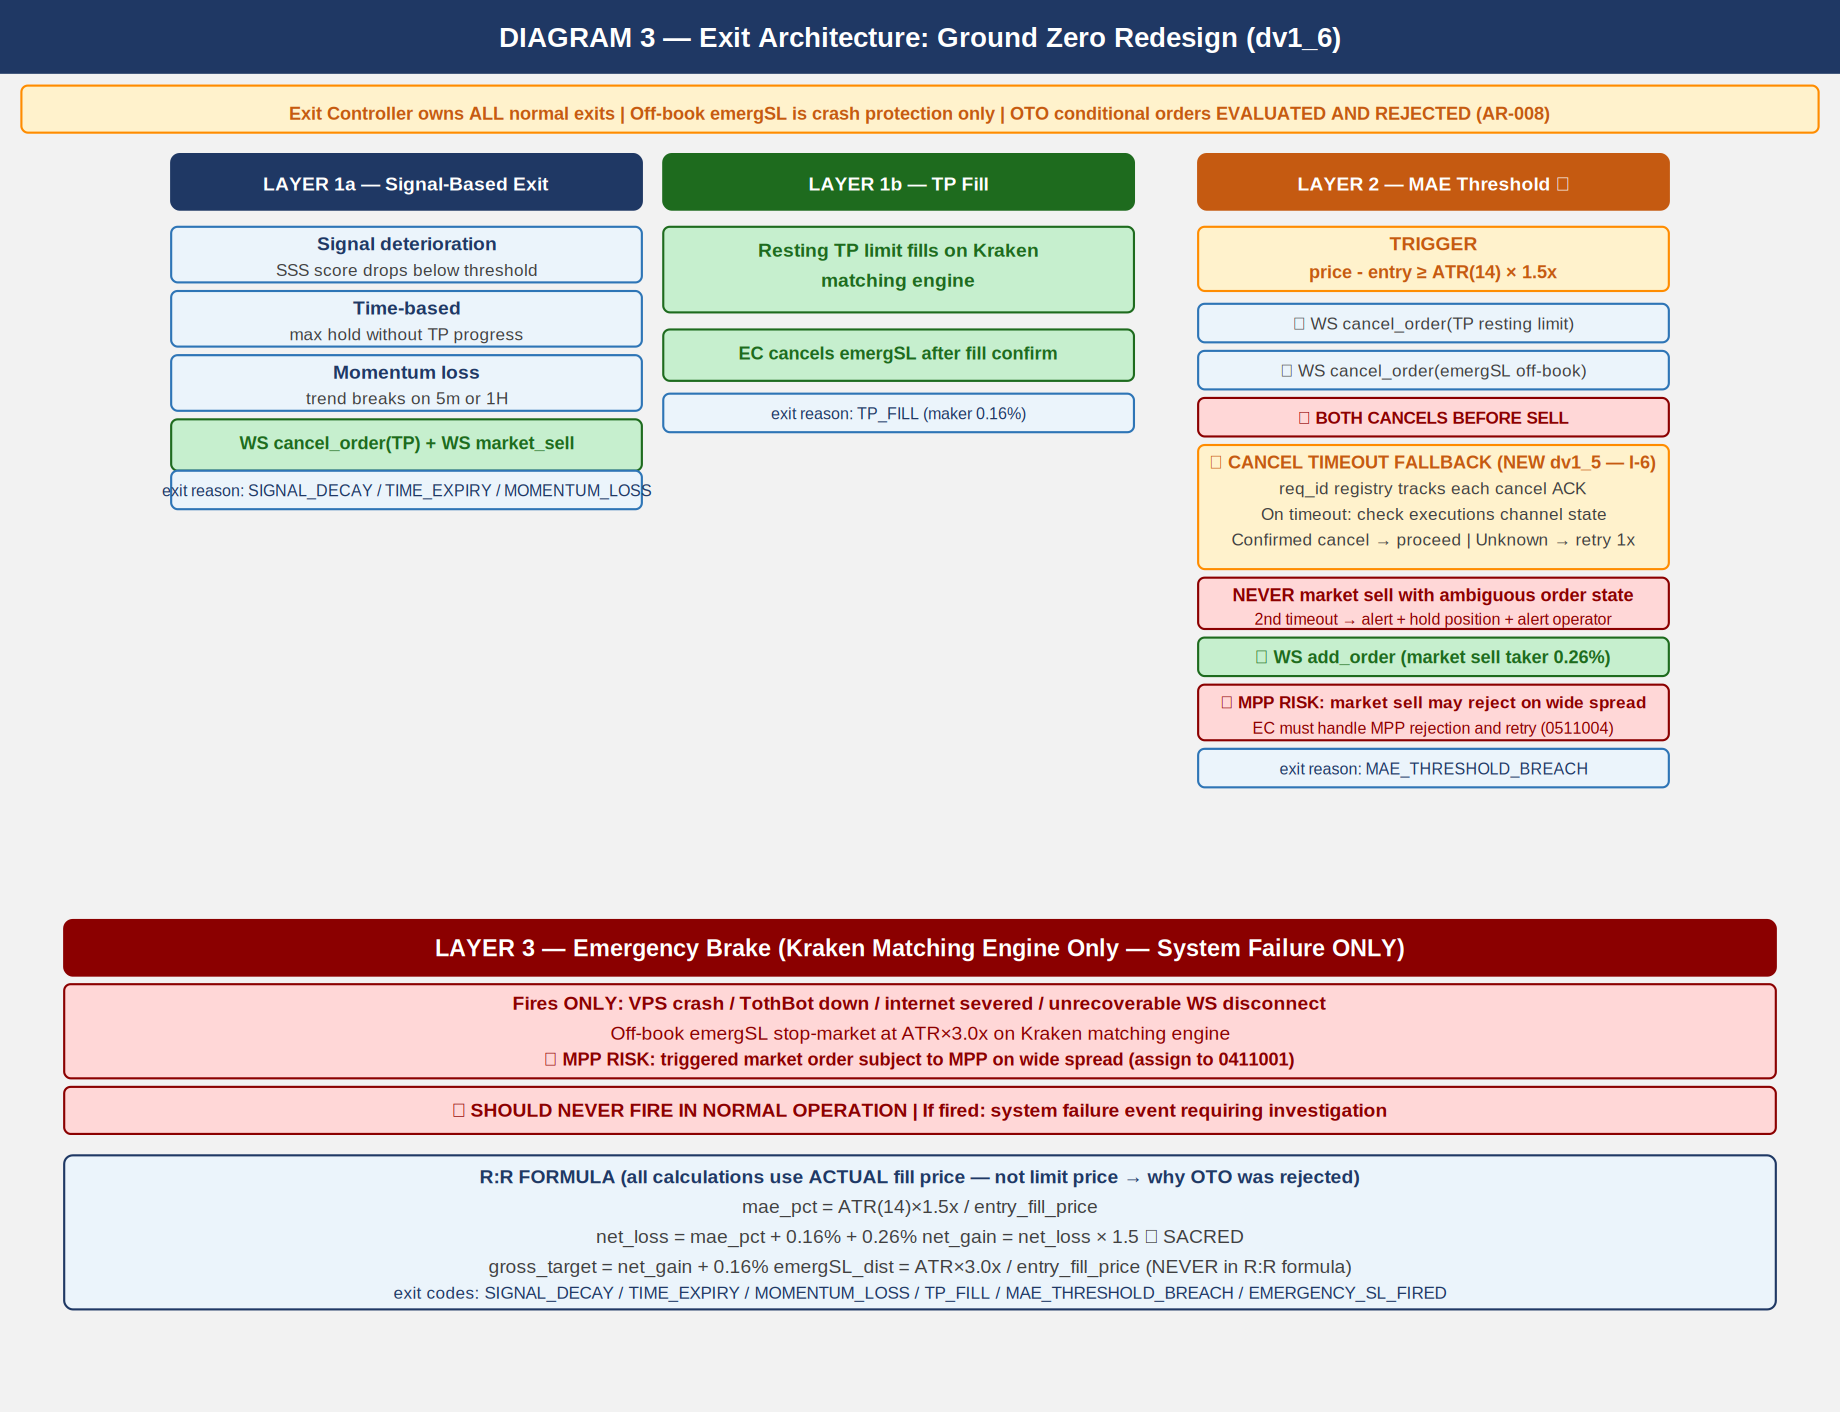 DIAGRAM 3 — Exit Architecture: Ground Zero Redesign (dv1_6)
Exit Controller owns ALL normal exits | Off-book emergSL is crash protection only | OTO conditional orders EVALUATED AND REJECTED (AR-008)
LAYER 1a — Signal-Based Exit
Signal deterioration
SSS score drops below threshold
Time-based
max hold without TP progress
Momentum loss
trend breaks on 5m or 1H
WS cancel_order(TP) + WS market_sell
exit reason: SIGNAL_DECAY / TIME_EXPIRY / MOMENTUM_LOSS
LAYER 1b — TP Fill
Resting TP limit fills on Kraken
matching engine
EC cancels emergSL after fill confirm
exit reason: TP_FILL (maker 0.16%)
LAYER 2 — MAE Threshold
TRIGGER
price - entry ≥ ATR(14) × 1.5x
WS cancel_order(TP resting limit)
WS cancel_order(emergSL off-book)
BOTH CANCELS BEFORE SELL
CANCEL TIMEOUT FALLBACK (NEW dv1_5 — I-6)
req_id registry tracks each cancel ACK
On timeout: check executions channel state
Confirmed cancel → proceed | Unknown → retry 1x
NEVER market sell with ambiguous order state
2nd timeout → alert + hold position + alert operator
WS add_order (market sell taker 0.26%)
MPP RISK: market sell may reject on wide spread
EC must handle MPP rejection and retry (0511004)
exit reason: MAE_THRESHOLD_BREACH
LAYER 3 — Emergency Brake (Kraken Matching Engine Only — System Failure ONLY)
Fires ONLY: VPS crash / TothBot down / internet severed / unrecoverable WS disconnect
Off-book emergSL stop-market at ATR×3.0x on Kraken matching engine
MPP RISK: triggered market order subject to MPP on wide spread (assign to 0411001)
SHOULD NEVER FIRE IN NORMAL OPERATION | If fired: system failure event requiring investigation
R:R FORMULA (all calculations use ACTUAL fill price — not limit price → why OTO was rejected)
mae_pct = ATR(14)×1.5x / entry_fill_price
net_loss = mae_pct + 0.16% + 0.26% net_gain = net_loss × 1.5 SACRED
gross_target = net_gain + 0.16% emergSL_dist = ATR×3.0x / entry_fill_price (NEVER in R:R formula)
exit codes: SIGNAL_DECAY / TIME_EXPIRY / MOMENTUM_LOSS / TP_FILL / MAE_THRESHOLD_BREACH / EMERGENCY_SL_FIRED